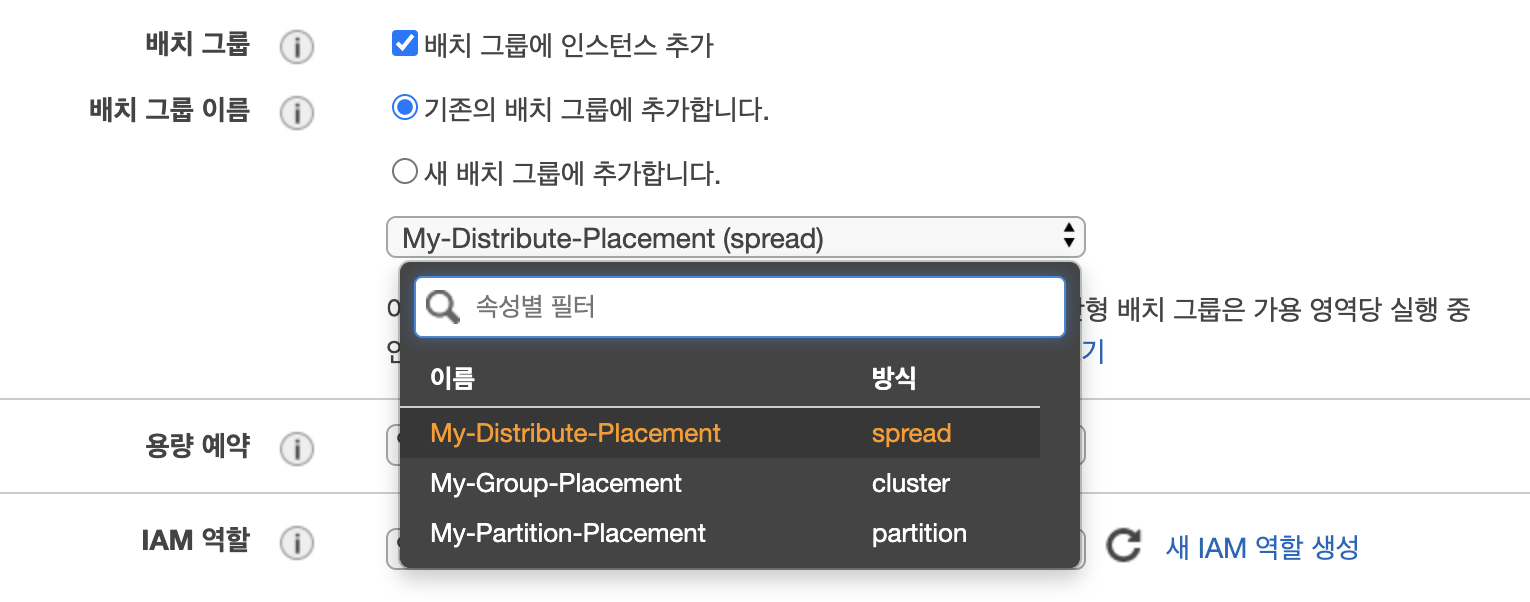 배치 그룹 배치 그룹에 인스턴스 추가
배치 그룹 이름 기존의 배치 그룹에 추가합니다.
새 배치 그룹에 추가합니다.
My-Distribute-Placement (spread)
속성별 필터
배치 그룹은 가용 영역당 실행 중
이름 방식
My-Distribute-Placement spread
용량 예약
My-Group-Placement cluster
My-Partition-Placement partition
IAM 역할 새 IAM 역할 생성